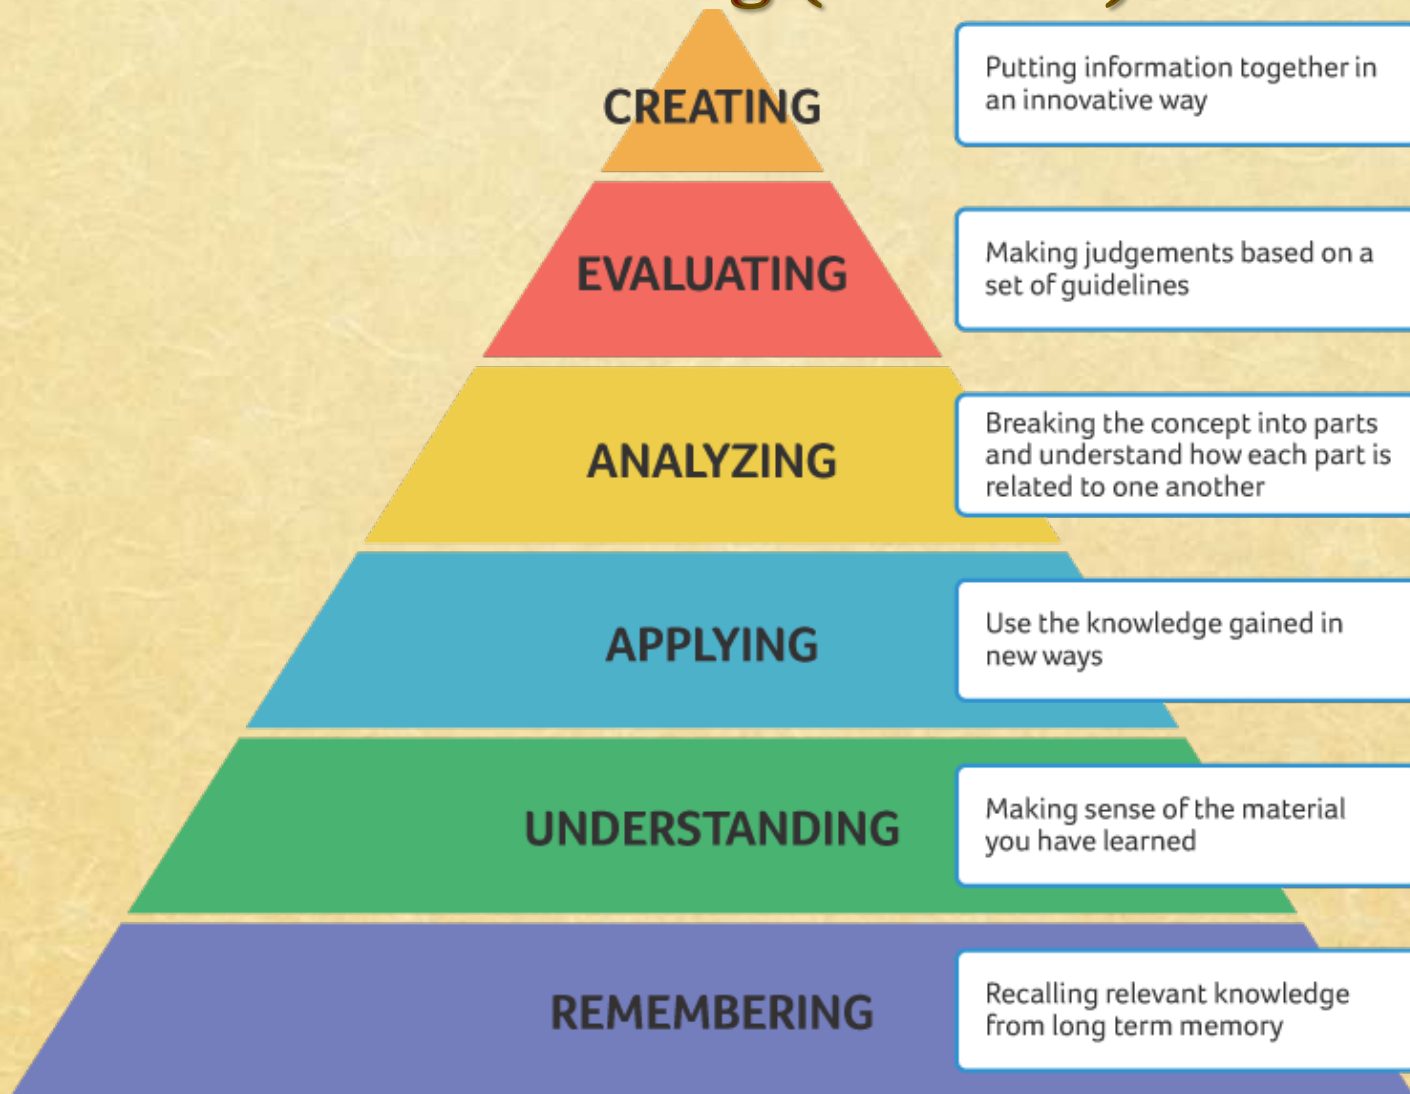 CREATING
Putting information together in
an innovative way
EVALUATING
Making judgements based on a
set of guidelines
ANALYZING
Breaking the concept into parts
and understand how each part is
related to one another
APPLYING
Use the knowledge gained in
new ways
UNDERSTANDING
Making sense of the material
you have learned
REMEMBERING
Recalling relevant knowledge
from long term memory